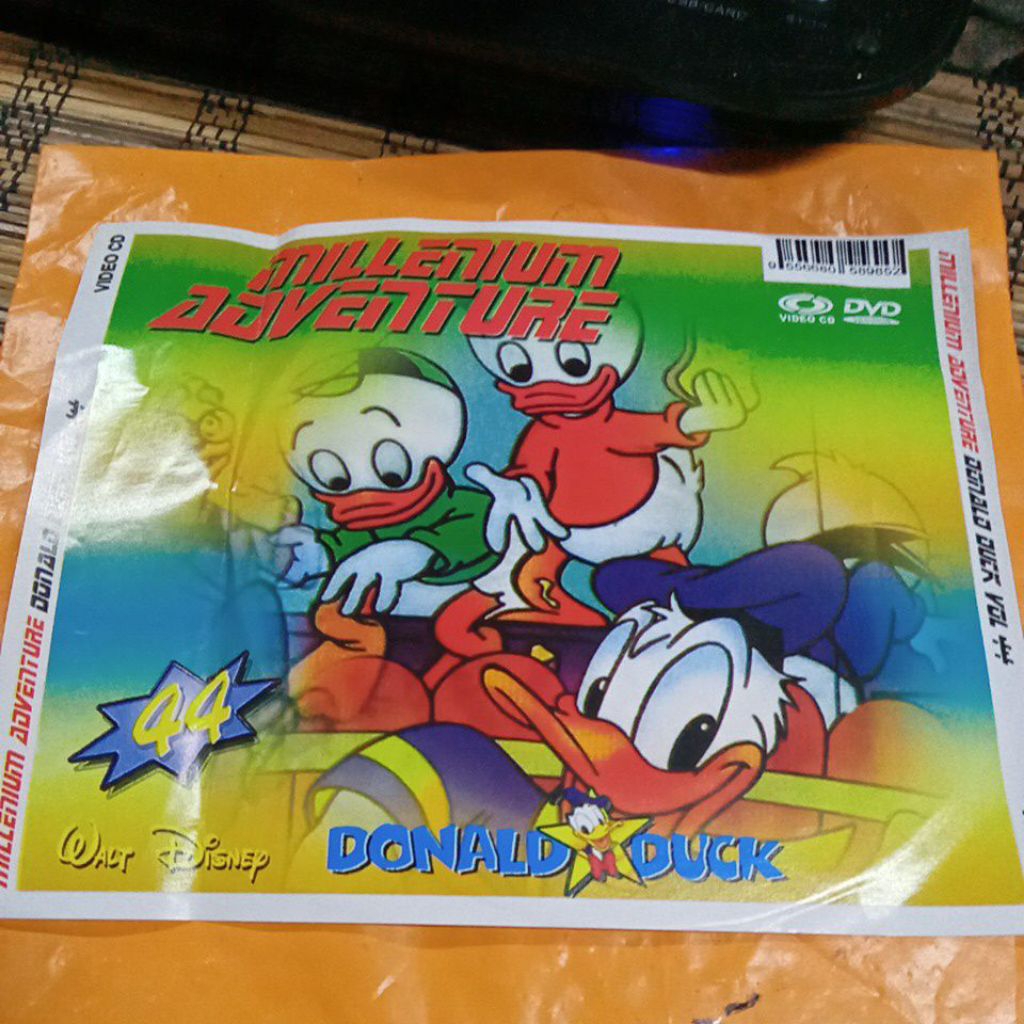 VIDEO CD
MILLENIUM
ADVENTURE
VIDEO CD
DVD
MILLENIUM ADVENTURE DONALD DUCK VOL
MILLENIUM ADVENTURE DONALD
44
WALT DISNEY
DONALD DUCK